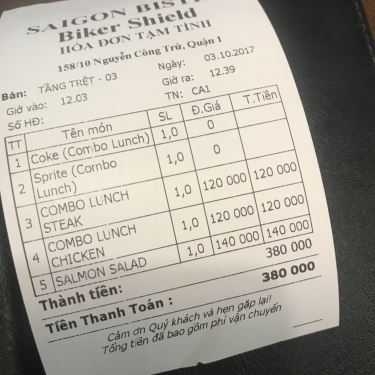 SAIGON BIST
Biker Shield
HÓA ĐƠN TẠM TÍNH
158/10 Nguyễn Công Trứ, Quận 1
Bàn: TẦNG TRỆT - 03 Ngày: 03.10.2017
Giờ vào: 12.03 Giờ ra: 12.39
Số HĐ: TN: CA1
TT Tên món SL Đ.Giá T.Tiền
1 Coke (Combo Lunch) 1,0 0
2 Sprite (Combo Lunch) 1,0 0
3 COMBO LUNCH STEAK 1,0 120 000 120 000
4 COMBO LUNCH CHICKEN 1,0 120 000 120 000
5 SALMON SALAD 1,0 140 000 140 000
Thành tiền: 380 000
Tiền Thanh Toán : 380 000
Cảm ơn Quý khách và hẹn gặp lại!
Tổng tiền đã bao gồm phí vận chuyển